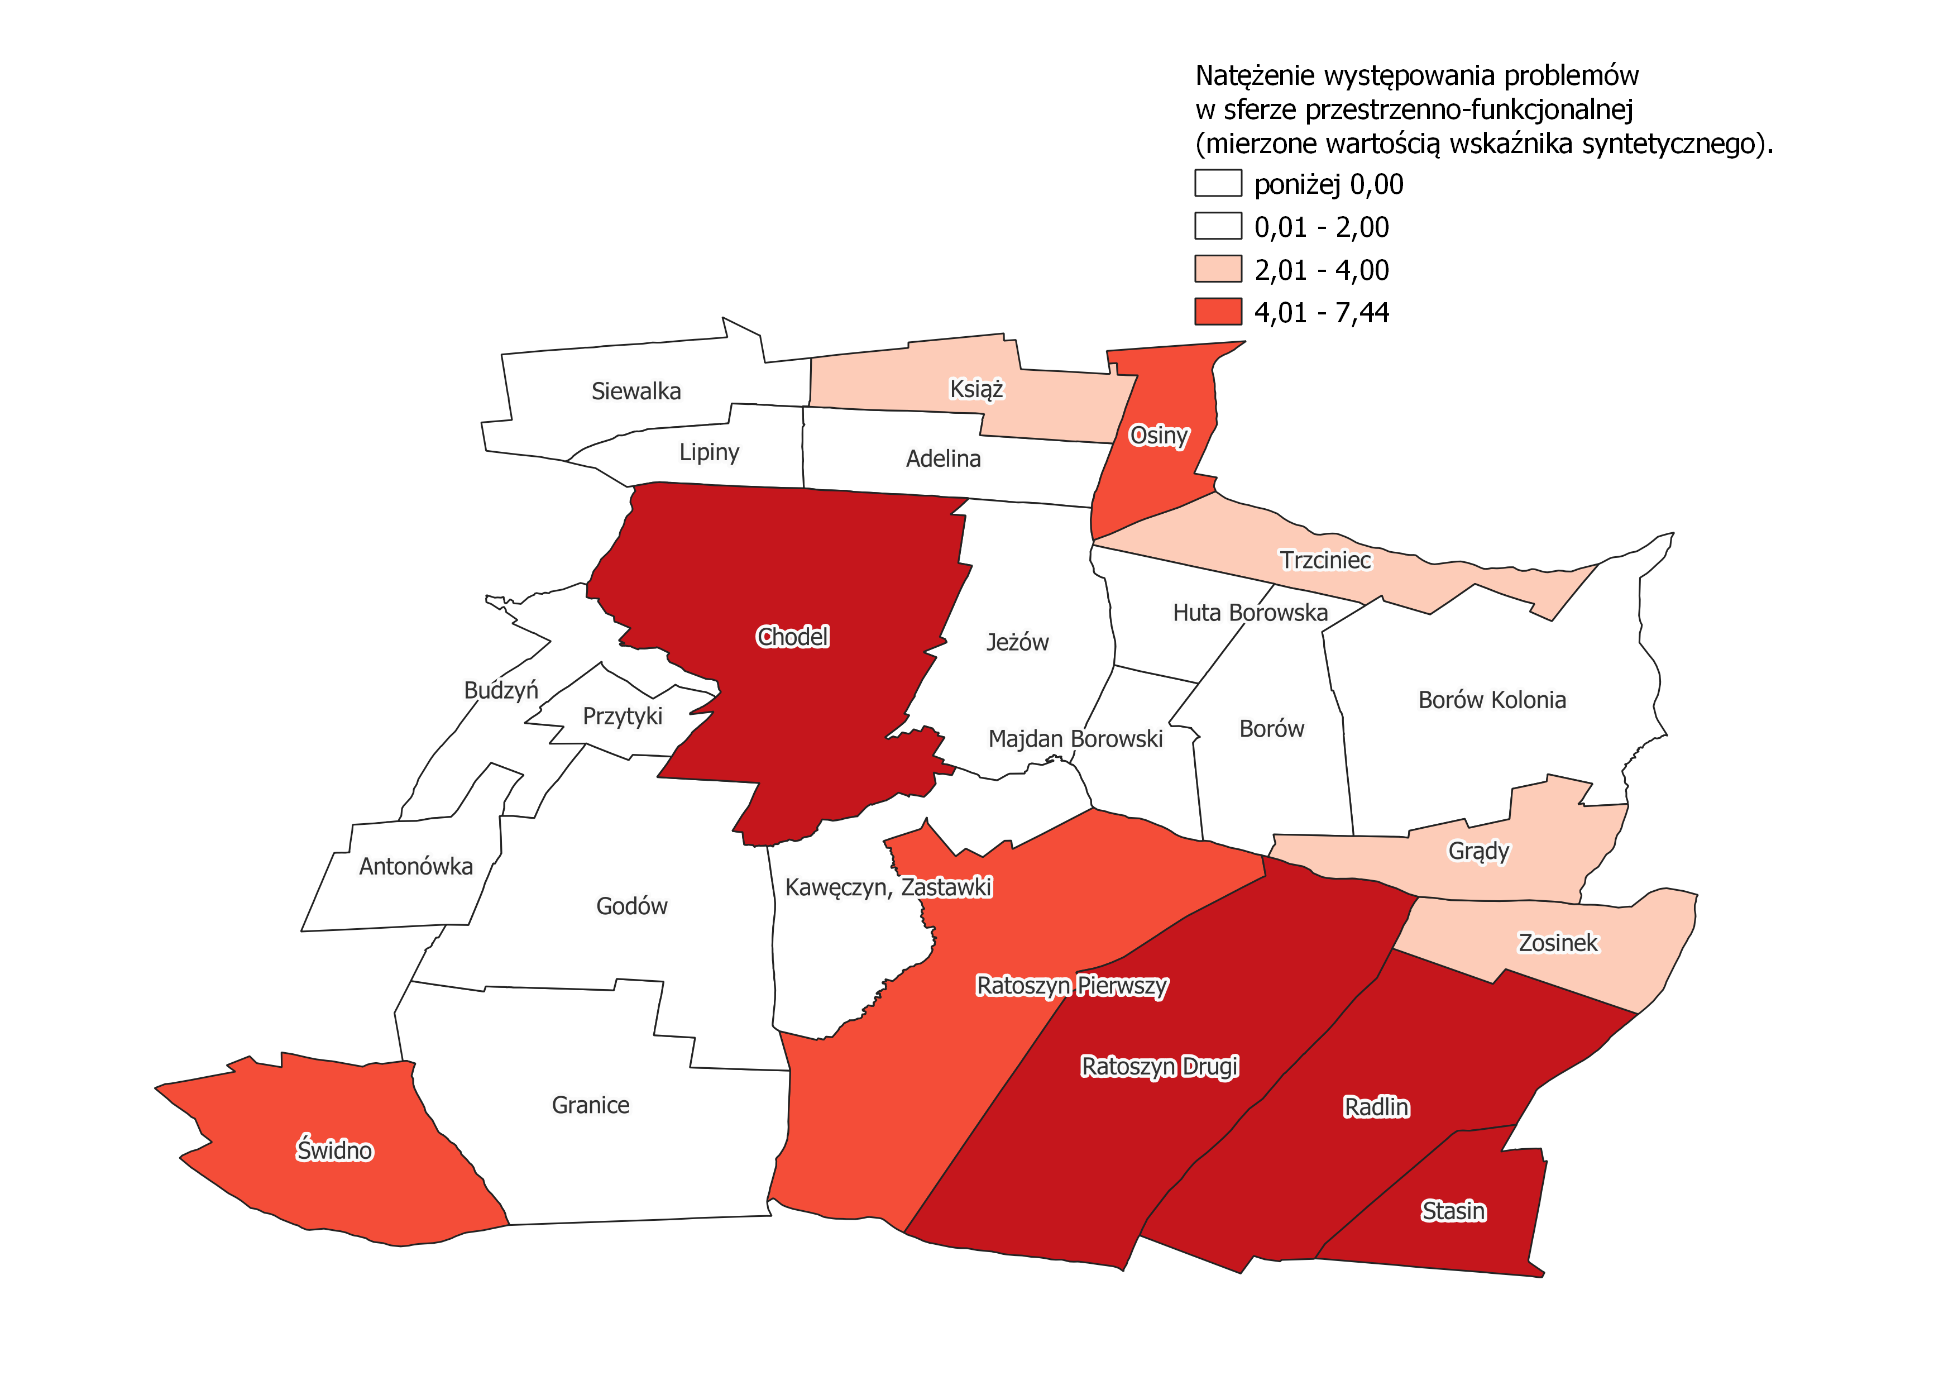 Natężenie występowania problemów
w sferze przestrzenno-funkcjonalnej
(mierzone wartością wskaźnika syntetycznego).
poniżej 0,00
0,01 - 2,00
2,01 - 4,00
4,01 - 7,44
Siewalka
Książ
Osiny
Lipiny
Adelina
Trzciniec
Huta Borowska
Chodel
Jeżów
Budzyń
Przytyki
Borów Kolonia
Majdan Borowski
Borów
Antonówka
Grądy
Kawęczyn, Zastawki
Godów
Zosinek
Ratoszyn Pierwszy
Ratoszyn Drugi
Granice
Radlin
Świdno
Stasin